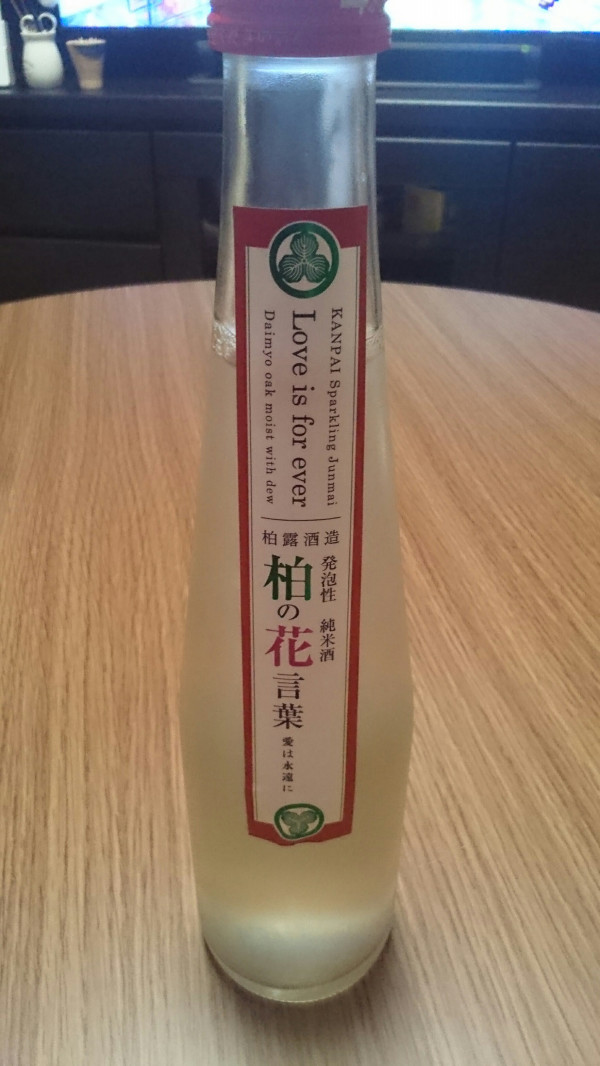 KANPAI Sparkling Junmai
Love is for ever
Daimyo oak moist with dew
柏露酒造
発泡性 純米酒
柏の花言葉
愛は永遠に